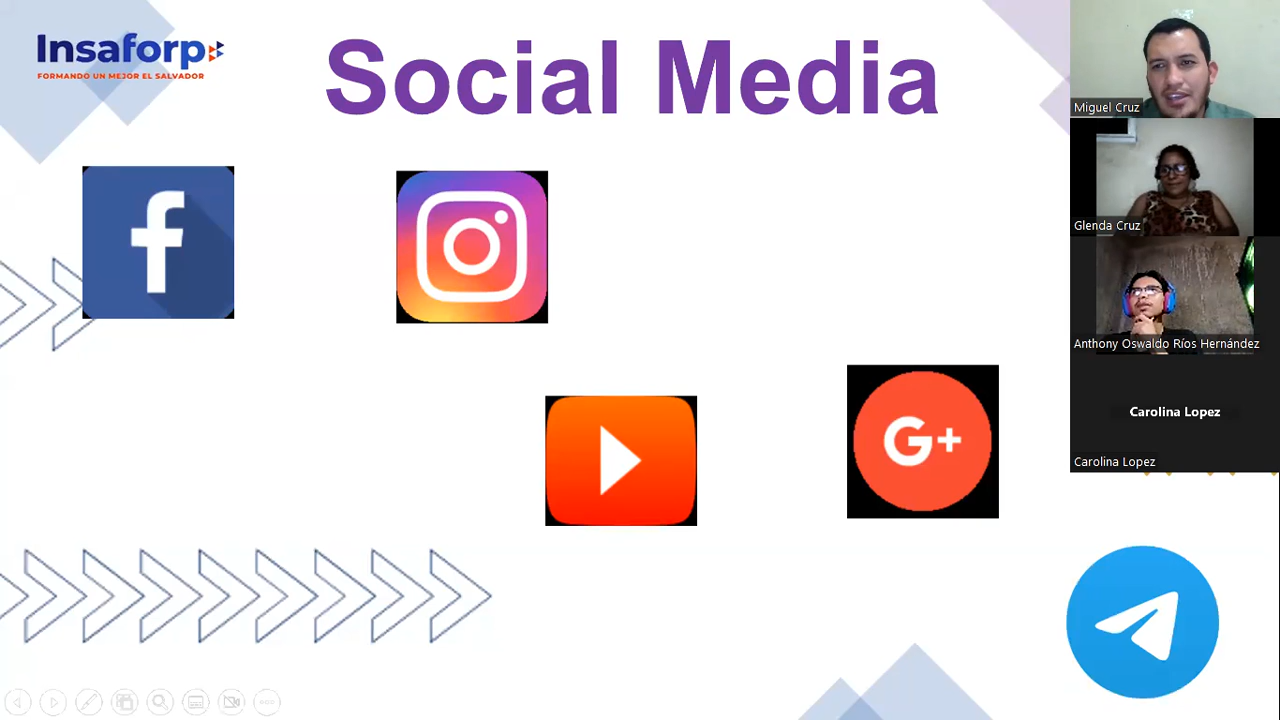 Insaforp
FORMANDO UN MEJOR EL SALVADOR
Social Media
f
G+
Miguel Cruz
Glenda Cruz
Anthony Oswaldo Ríos Hernández
Carolina Lopez
Carolina Lopez